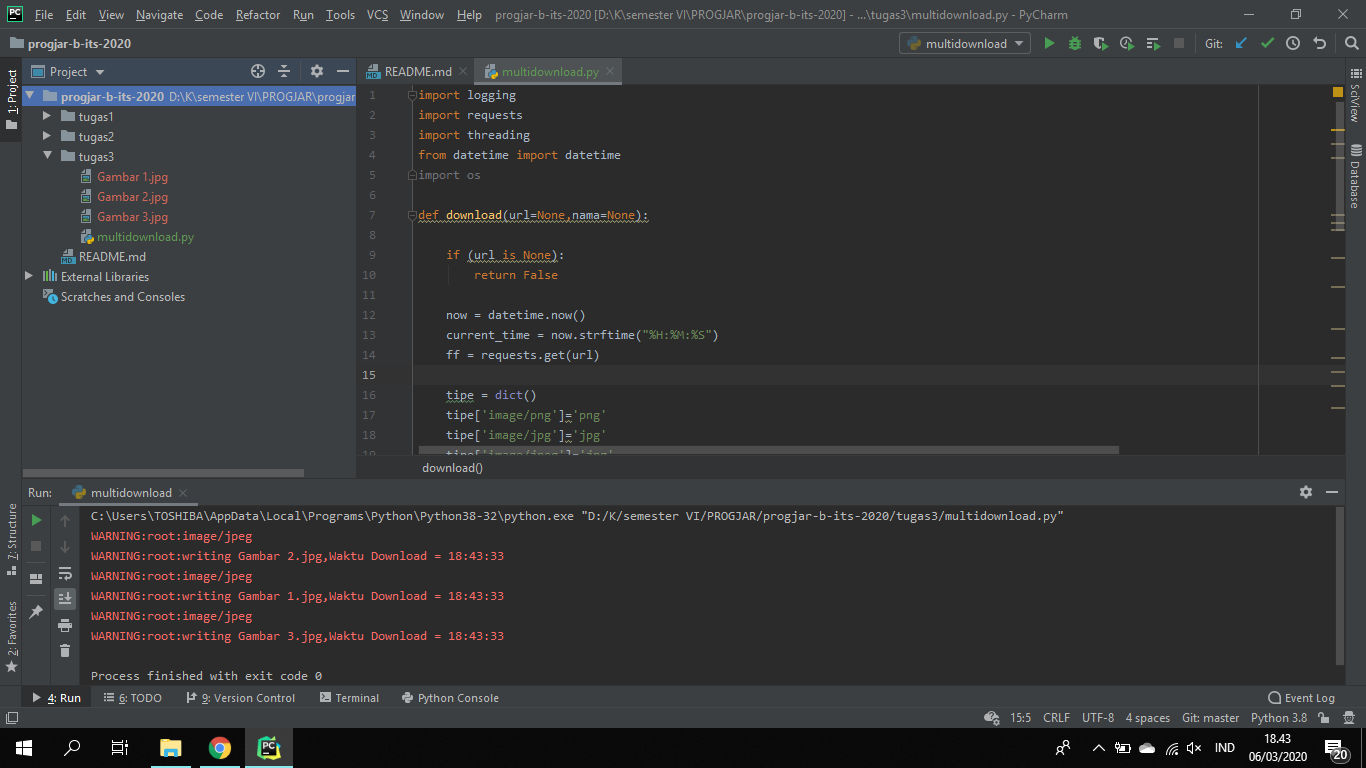 PC File Edit View Navigate Code Refactor Run Tools VCS Window Help progjar-b-its-2020 [D:\K\semester VI\PROGJAR\progjar-b-its-2020] - ...\tugas3\multidownload.py - PyCharm
progjar-b-its-2020 multidownload Git:
Project README.md multidownload.py
1: Project
progjar-b-its-2020 D:\K\semester VI\PROGJAR\progjar
tugas1
tugas2
tugas3
Gambar 1.jpg
Gambar 2.jpg
Gambar 3.jpg
multidownload.py
README.md
External Libraries
Scratches and Consoles
1 import logging
2 import requests
3 import threading
4 from datetime import datetime
5 import os
6
7 def download(url=None,nama=None):
8
9 if (url is None):
10 return False
11
12 now = datetime.now()
13 current_time = now.strftime("%H:%M:%S")
14 ff = requests.get(url)
15
16 tipe = dict()
17 tipe['image/png']='png'
18 tipe['image/jpg']='jpg'
19 tipe['image/jpeg']='jpg'
download()
SciView
Database
Run: multidownload
7: Structure
2: Favorites
C:\Users\TOSHIBA\AppData\Local\Programs\Python\Python38-32\python.exe "D:/K/semester VI/PROGJAR/progjar-b-its-2020/tugas3/multidownload.py"
WARNING:root:image/jpeg
WARNING:root:writing Gambar 2.jpg,Waktu Download = 18:43:33
WARNING:root:image/jpeg
WARNING:root:writing Gambar 1.jpg,Waktu Download = 18:43:33
WARNING:root:image/jpeg
WARNING:root:writing Gambar 3.jpg,Waktu Download = 18:43:33
Process finished with exit code 0
4: Run 6: TODO 9: Version Control Terminal Python Console Event Log
15:5 CRLF UTF-8 4 spaces Git: master Python 3.8
PC IND 18.43
06/03/2020 20